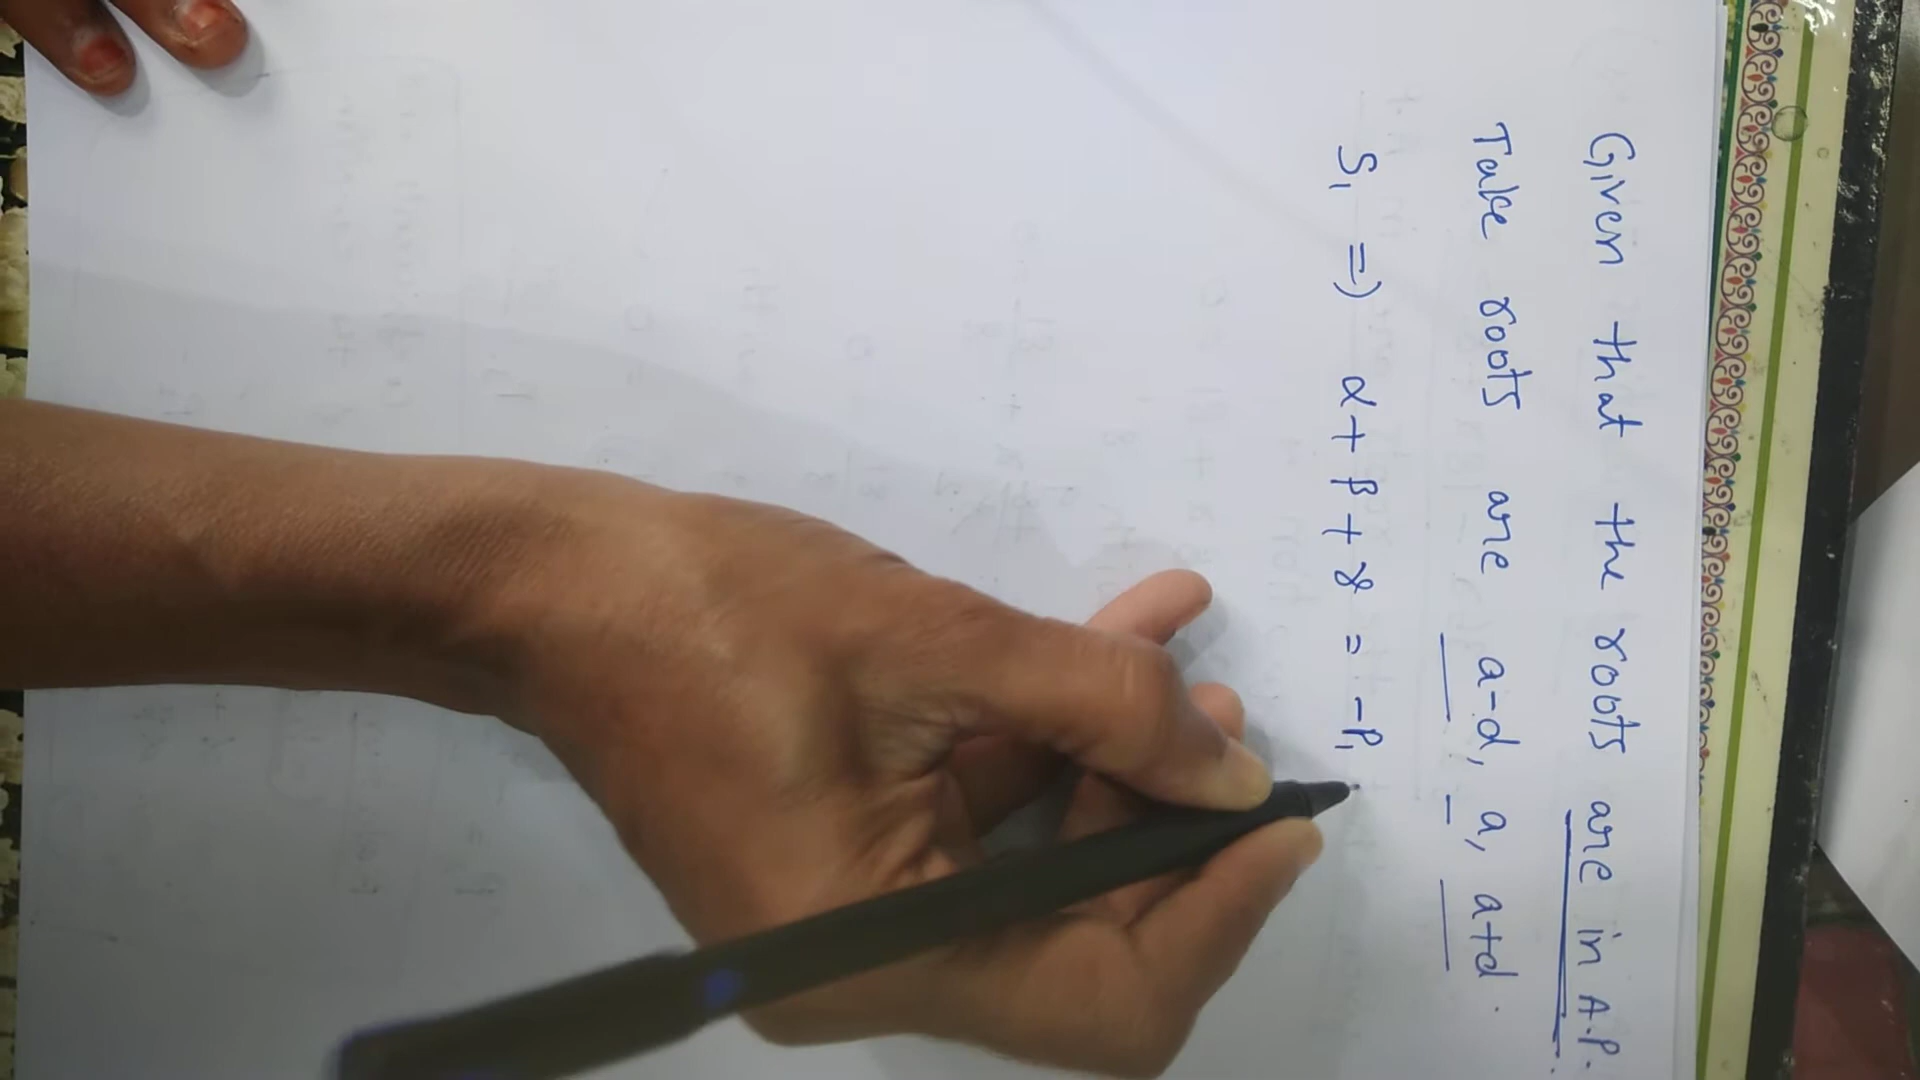 Given that the roots are in A.P.
Take roots are a-d, a, a+d.
S₁ => α + β + γ = -P₁